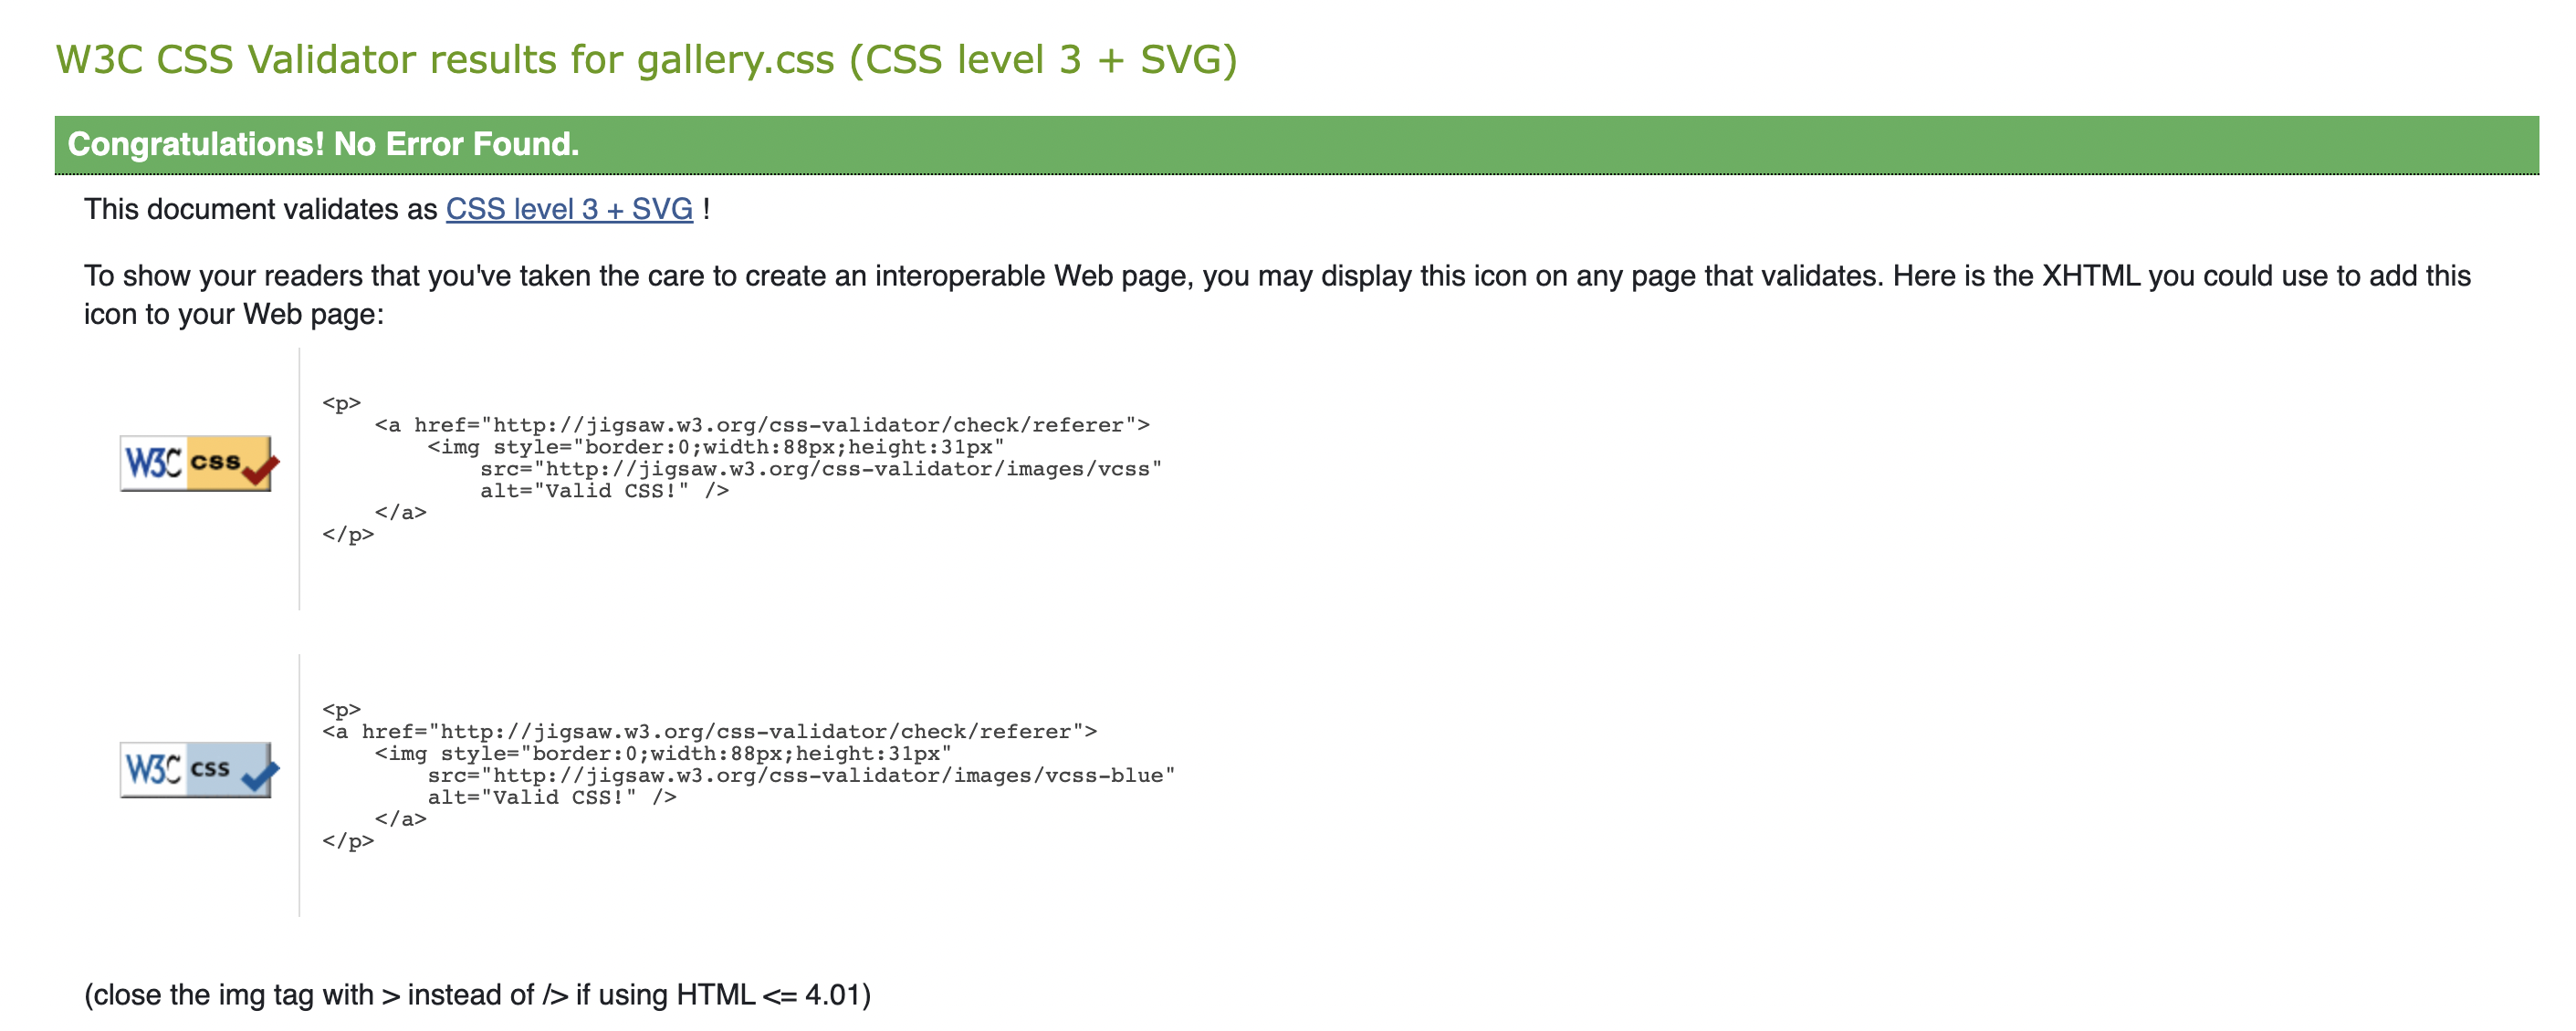 W3C CSS Validator results for gallery.css (CSS level 3 + SVG)
Congratulations! No Error Found.
This document validates as CSS level 3 + SVG !
To show your readers that you've taken the care to create an interoperable Web page, you may display this icon on any page that validates. Here is the XHTML you could use to add this
icon to your Web page:
W3C css
<p>
    <a href="http://jigsaw.w3.org/css-validator/check/referer">
        <img style="border:0;width:88px;height:31px"
            src="http://jigsaw.w3.org/css-validator/images/vcss"
            alt="Valid CSS!" />
    </a>
</p>
W3C css
<p>
<a href="http://jigsaw.w3.org/css-validator/check/referer">
    <img style="border:0;width:88px;height:31px"
        src="http://jigsaw.w3.org/css-validator/images/vcss-blue"
        alt="Valid CSS!" />
    </a>
</p>
(close the img tag with > instead of /> if using HTML <= 4.01)